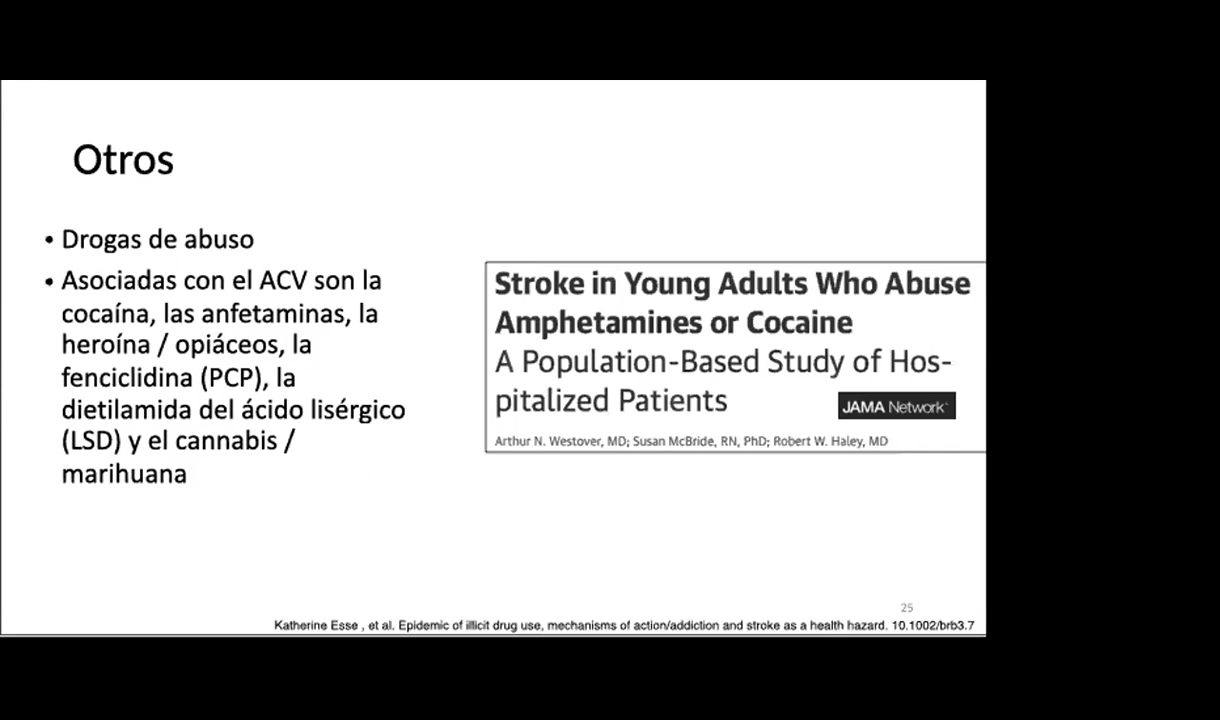 Otros
• Drogas de abuso
• Asociadas con el ACV son la
cocaína, las anfetaminas, la
heroína / opiáceos, la
fenciclidina (PCP), la
dietilamida del ácido lisérgico
(LSD) y el cannabis /
marihuana
Stroke in Young Adults Who Abuse
Amphetamines or Cocaine
A Population-Based Study of Hos-
pitalized Patients
JAMA Network
Arthur N. Westover, MD; Susan McBride, RN, PhD; Robert W. Haley, MD
25
Katherine Esse , et al. Epidemic of illicit drug use, mechanisms of action/addiction and stroke as a health hazard. 10.1002/brb3.7